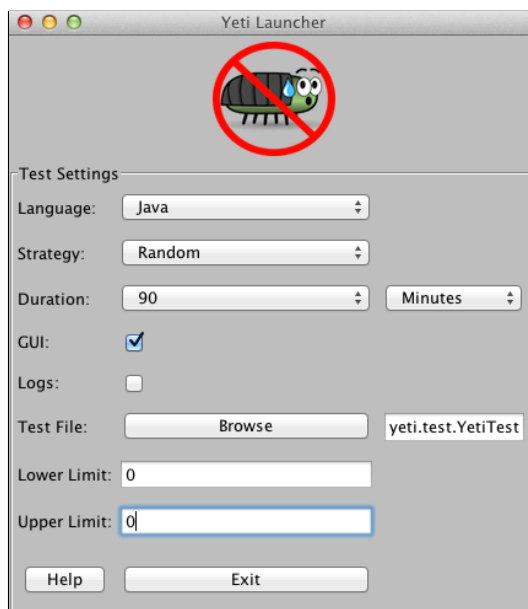 Yeti Launcher
Test Settings
Language: Java
Strategy: Random
Duration: 90 Minutes
GUI:
Logs:
Test File: Browse yeti.test.YetiTest
Lower Limit: 0
Upper Limit: 0
Help Exit